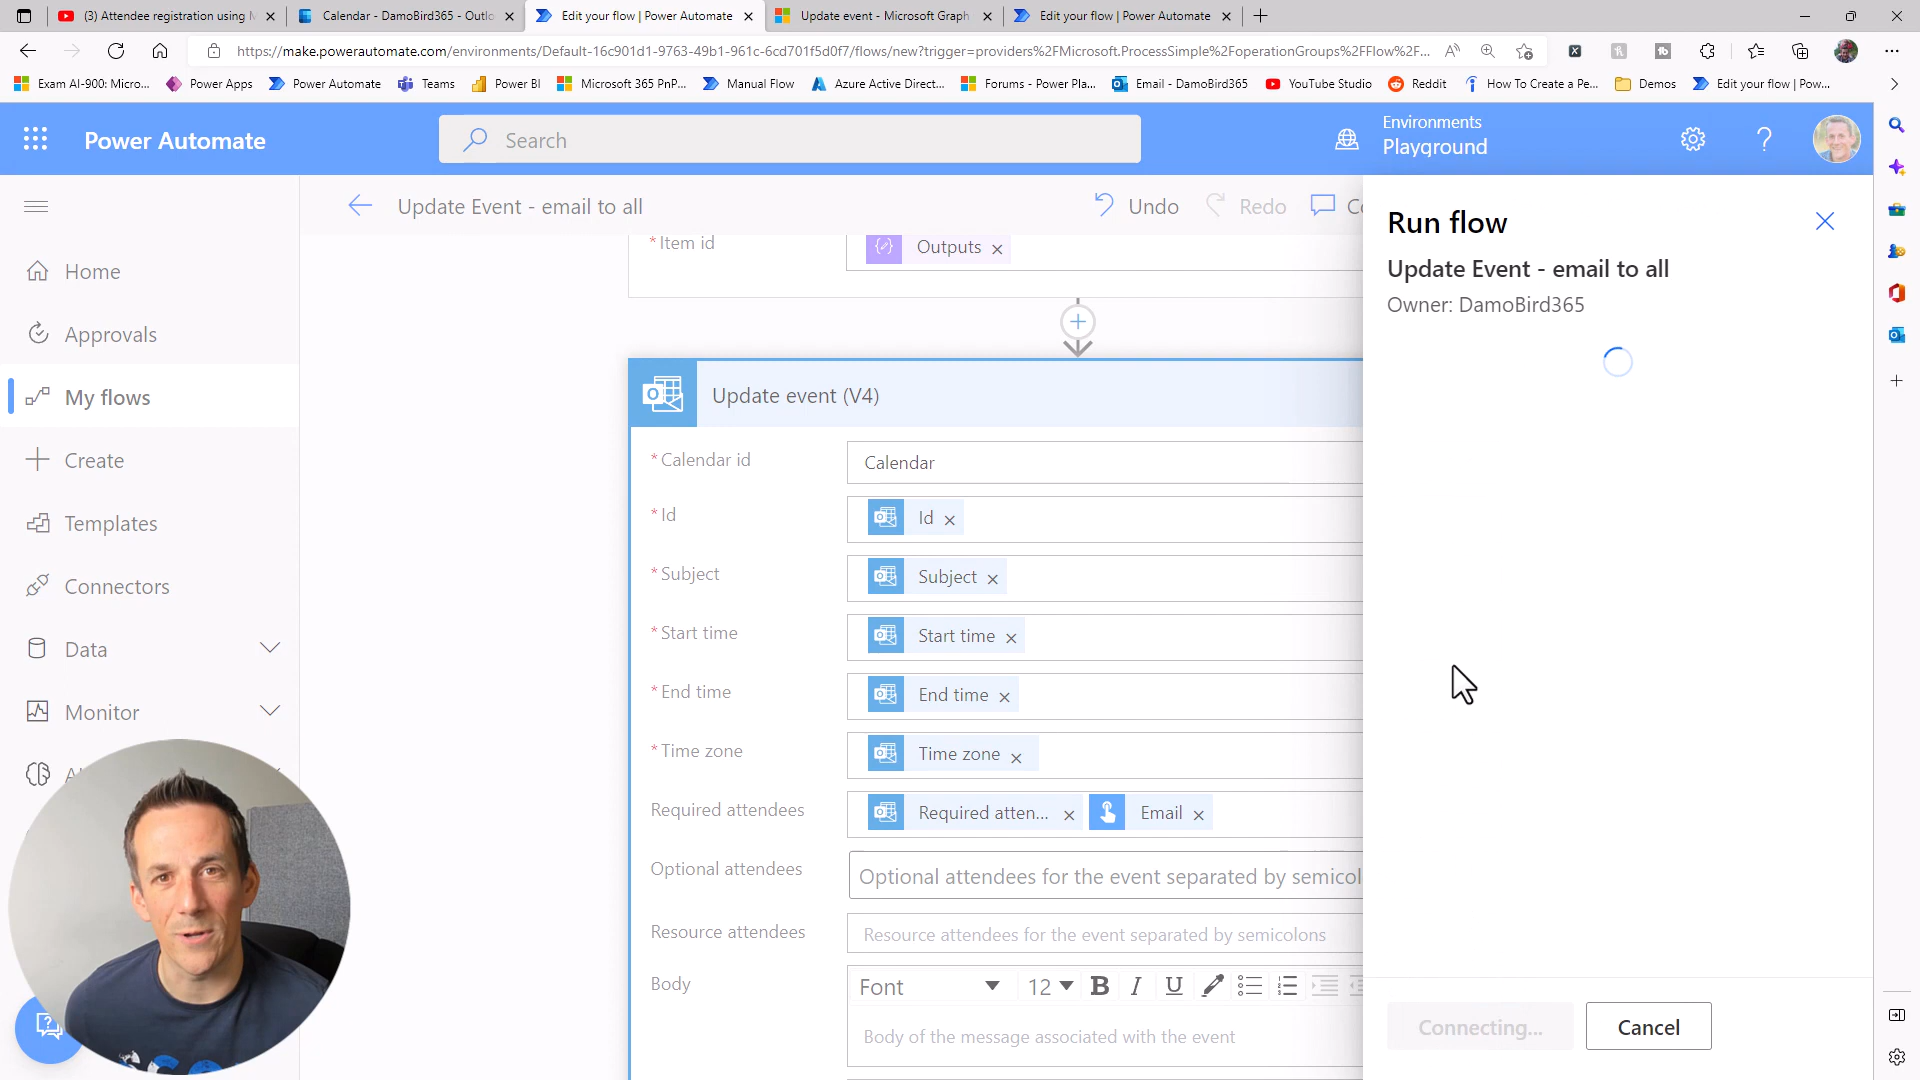 (3) Attendee registration using M
Calendar - DamoBird365 - Outlo
Edit your flow | Power Automate
Update event - Microsoft Graph
Edit your flow | Power Automate
https://make.powerautomate.com/environments/Default-16c901d1-9763-49b1-961c-6cd701f5d0f7/flows/new?trigger=providers%2FMicrosoft.ProcessSimple%2FoperationGroups%2FFlow%2F...
Exam AI-900: Micro...
Power Apps
Power Automate
Teams
Power BI
Microsoft 365 PnP...
Manual Flow
Azure Active Direct...
Forums - Power Pla...
Email - DamoBird365
YouTube Studio
Reddit
How To Create a Pe...
Demos
Edit your flow | Pow...
Power Automate
Search
Environments
Playground
Update Event - email to all
Undo
Redo
Home
Approvals
My flows
Create
Templates
Connectors
Data
Monitor
* Item id
Outputs
Update event (V4)
* Calendar id
Calendar
* Id
Id
* Subject
Subject
* Start time
Start time
* End time
End time
* Time zone
Time zone
Required attendees
Required atten...
Email
Optional attendees
Optional attendees for the event separated by semicol
Resource attendees
Resource attendees for the event separated by semicolons
Body
Font
12
B I U
Body of the message associated with the event
Run flow
Update Event - email to all
Owner: DamoBird365
Connecting...
Cancel